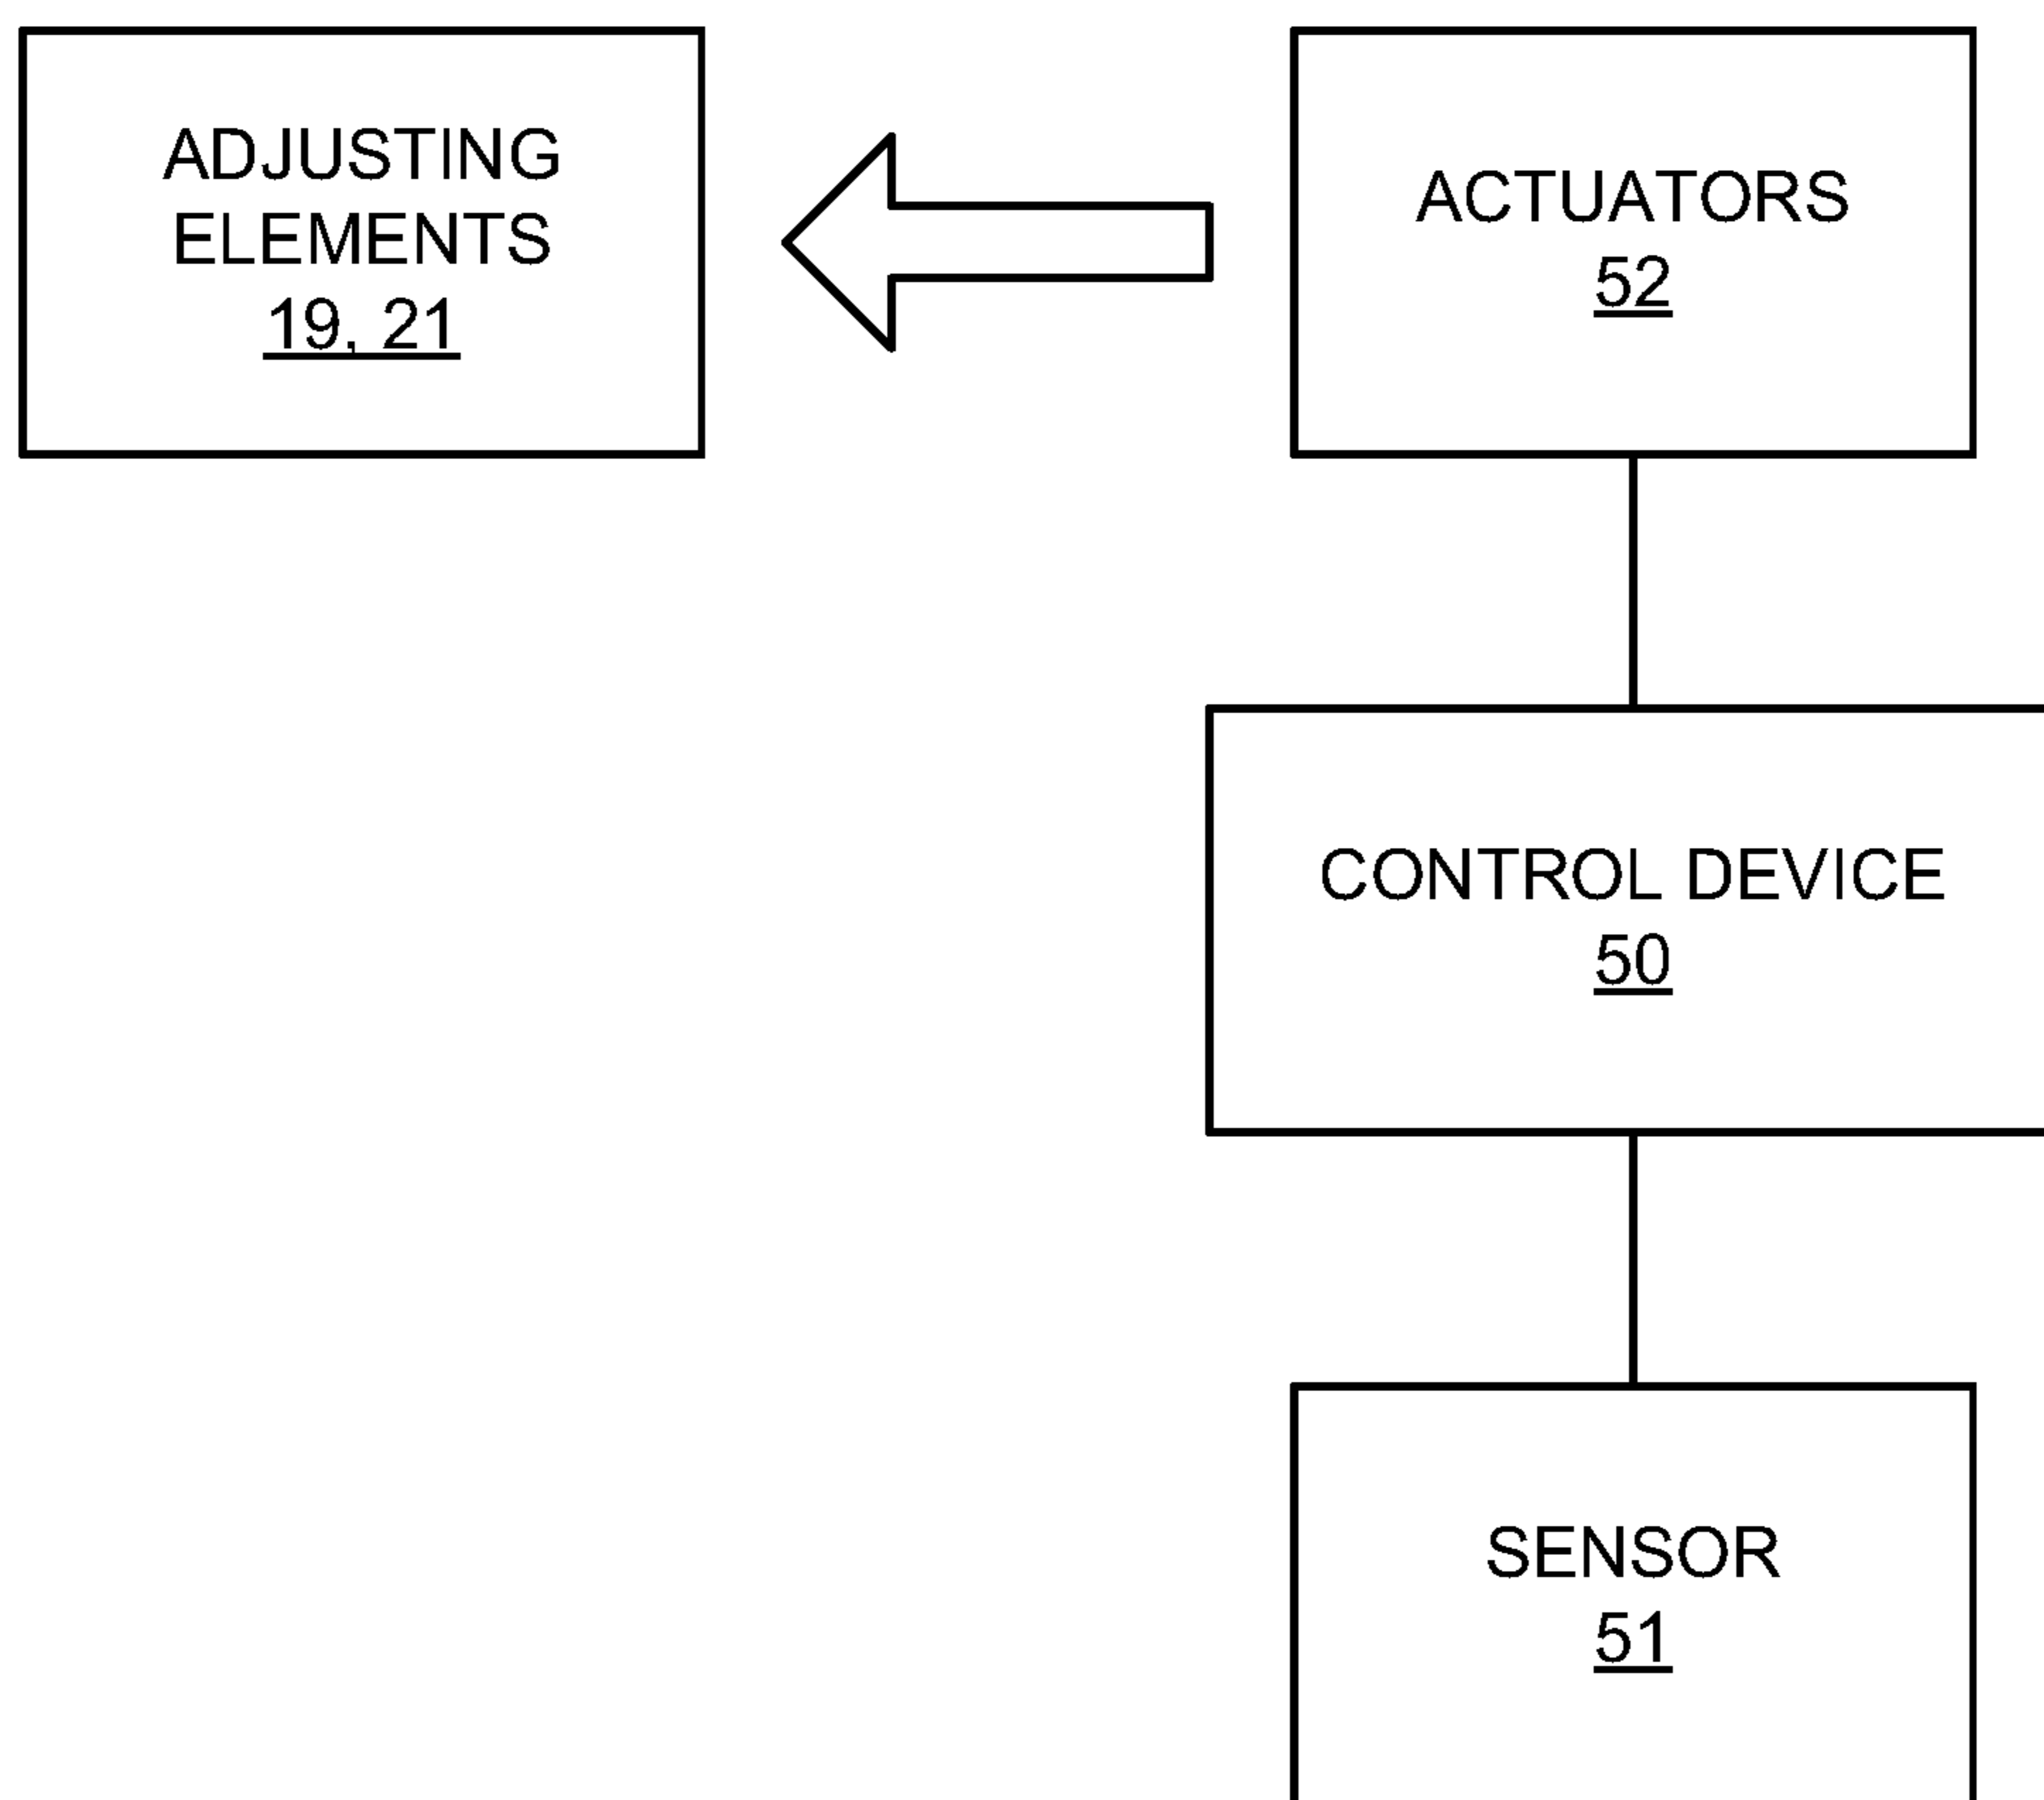 ADJUSTING
ELEMENTS
19, 21
ACTUATORS
52
CONTROL DEVICE
50
SENSOR
51